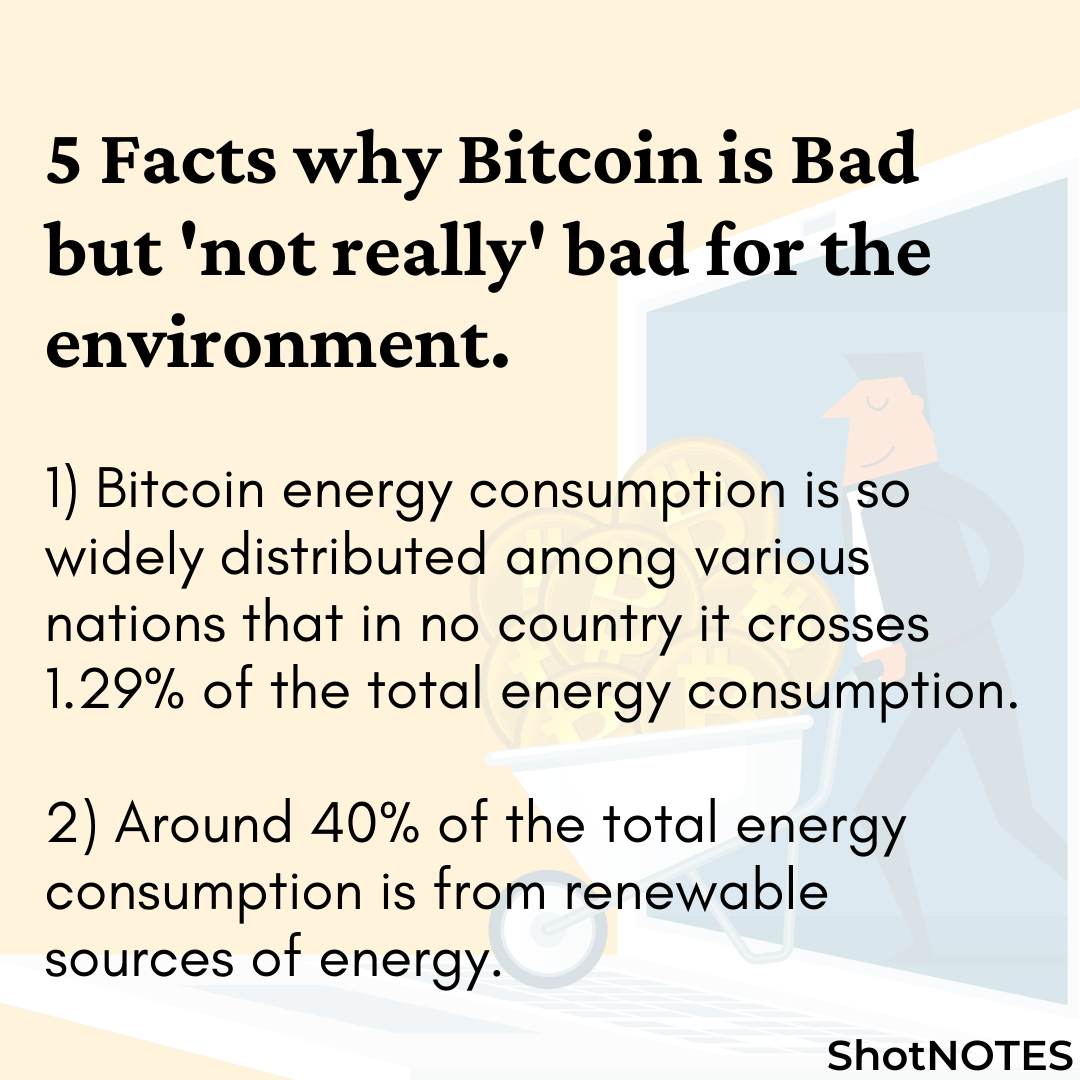 5 Facts why Bitcoin is Bad
but 'not really' bad for the
environment.
1) Bitcoin energy consumption is so
widely distributed among various
nations that in no country it crosses
1.29% of the total energy consumption.
2) Around 40% of the total energy
consumption is from renewable
sources of energy.
ShotNOTES